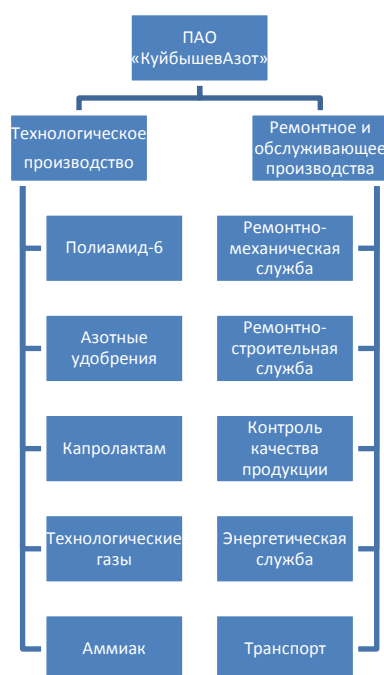 ПАО
«КуйбышевАзот»
Технологическое
производство
Ремонтное и
обслуживающее
производства
Полиамид-6
Азотные
удобрения
Капролактам
Технологические
газы
Аммиак
Ремонтно-
механическая
служба
Ремонтно-
строительная
служба
Контроль
качества
продукции
Энергетическая
служба
Транспорт